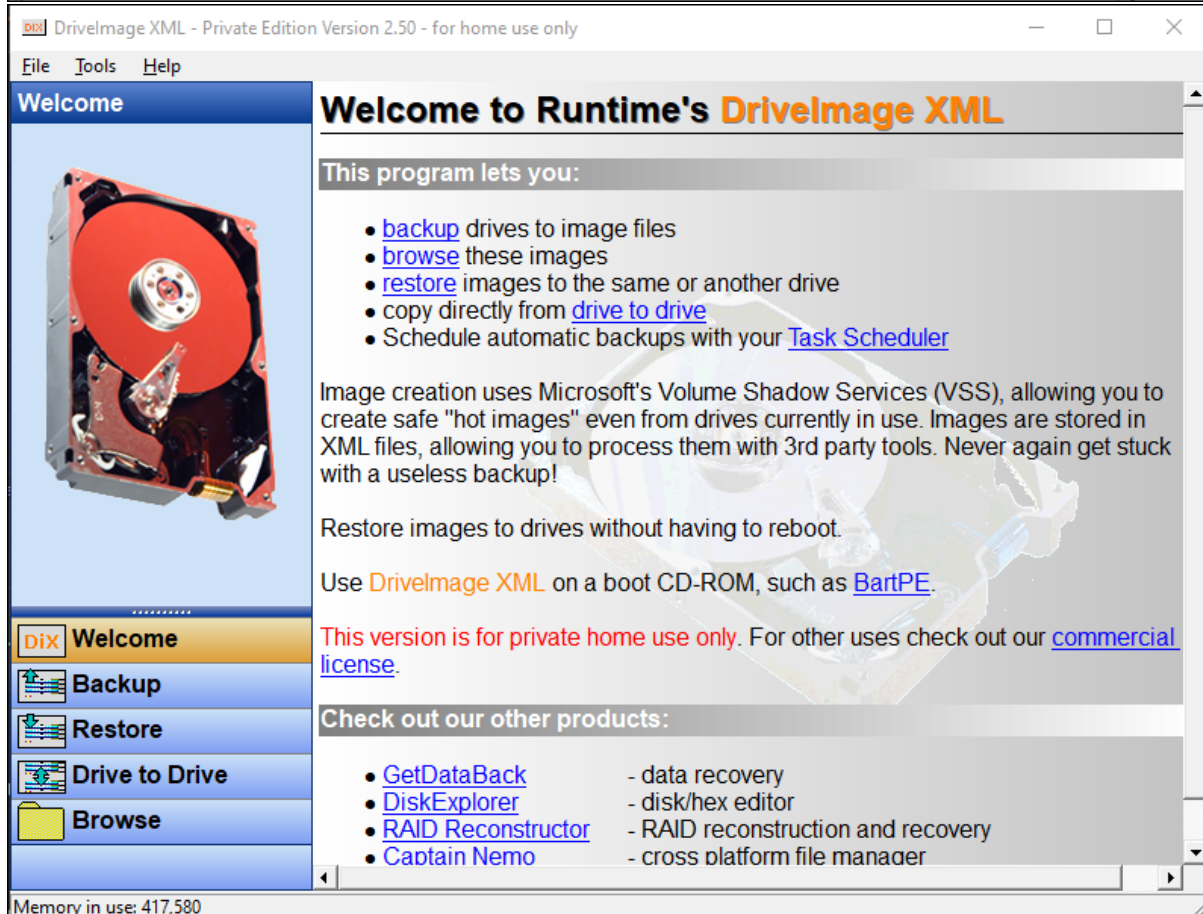 DIX DriveImage XML - Private Edition Version 2.50 - for home use only
File Tools Help
Welcome
Welcome to Runtime's DriveImage XML
This program lets you:
• backup drives to image files
• browse these images
• restore images to the same or another drive
• copy directly from drive to drive
• Schedule automatic backups with your Task Scheduler
Image creation uses Microsoft's Volume Shadow Services (VSS), allowing you to
create safe "hot images" even from drives currently in use. Images are stored in
XML files, allowing you to process them with 3rd party tools. Never again get stuck
with a useless backup!
Restore images to drives without having to reboot.
Use DriveImage XML on a boot CD-ROM, such as BartPE.
This version is for private home use only. For other uses check out our commercial
license.
Check out our other products:
• GetDataBack - data recovery
• DiskExplorer - disk/hex editor
• RAID Reconstructor - RAID reconstruction and recovery
• Captain Nemo - cross platform file manager
DiX Welcome
Backup
Restore
Drive to Drive
Browse
Memory in use: 417,580